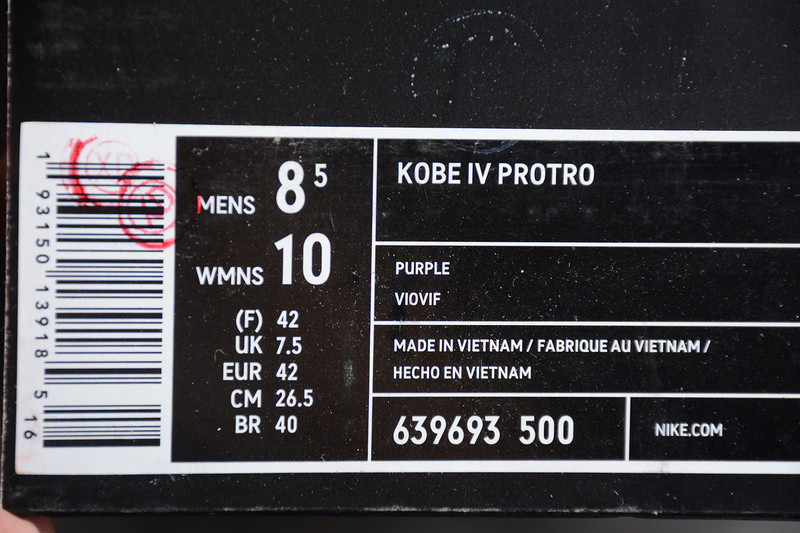 1 93150 13918 5 16
MENS 8 5
WMNS 10
(F) 42
UK 7.5
EUR 42
CM 26.5
BR 40
KOBE IV PROTRO
PURPLE
VIOVIF
MADE IN VIETNAM / FABRIQUE AU VIETNAM /
HECHO EN VIETNAM
639693 500
NIKE.COM